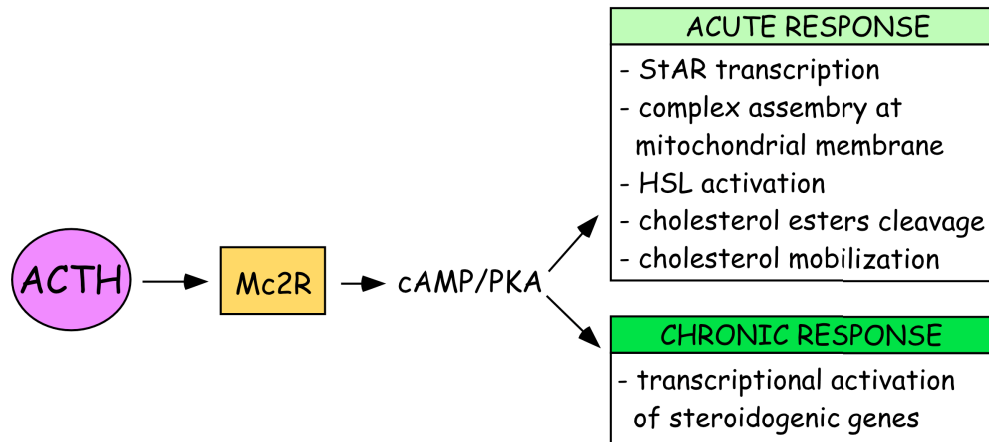 ACTH
Mc2R
cAMP/PKA
ACUTE RESPONSE
- StAR transcription
- complex assembry at
mitochondrial membrane
- HSL activation
- cholesterol esters cleavage
- cholesterol mobilization
CHRONIC RESPONSE
- transcriptional activation
of steroidogenic genes